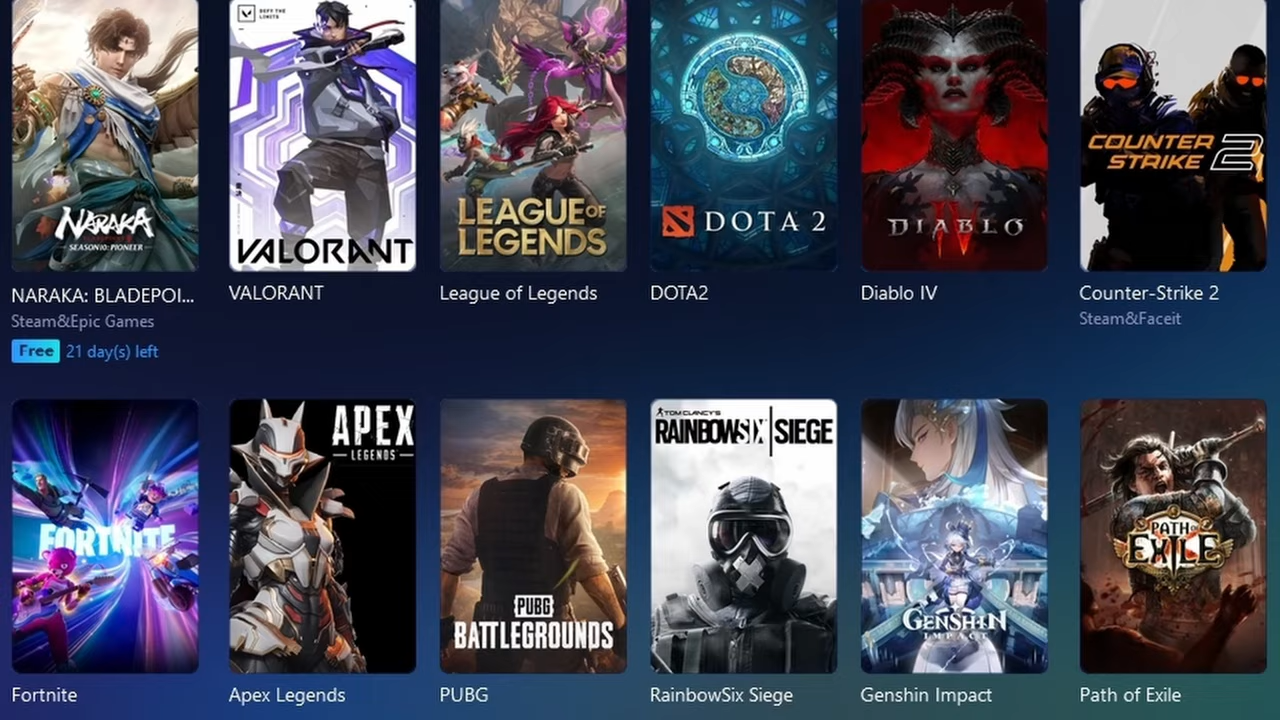 NARAKA
SEASON 10: PIONEER
DEFY THE
LIMITS
VALORANT
LEAGUE OF
LEGENDS
DOTA 2
DIABLO
IV
COUNTER
STRIKE 2
NARAKA: BLADEPOI...
VALORANT
League of Legends
DOTA2
Diablo IV
Counter-Strike 2
Steam&Epic Games
Steam&Faceit
Free 21 day(s) left
FORTNITE
APEX
LEGENDS
PUBG
BATTLEGROUNDS
TOM CLANCY'S
RAINBOWSIX SIEGE
GENSHIN
IMPACT
PATH OF
EXILE
Fortnite
Apex Legends
PUBG
RainbowSix Siege
Genshin Impact
Path of Exile